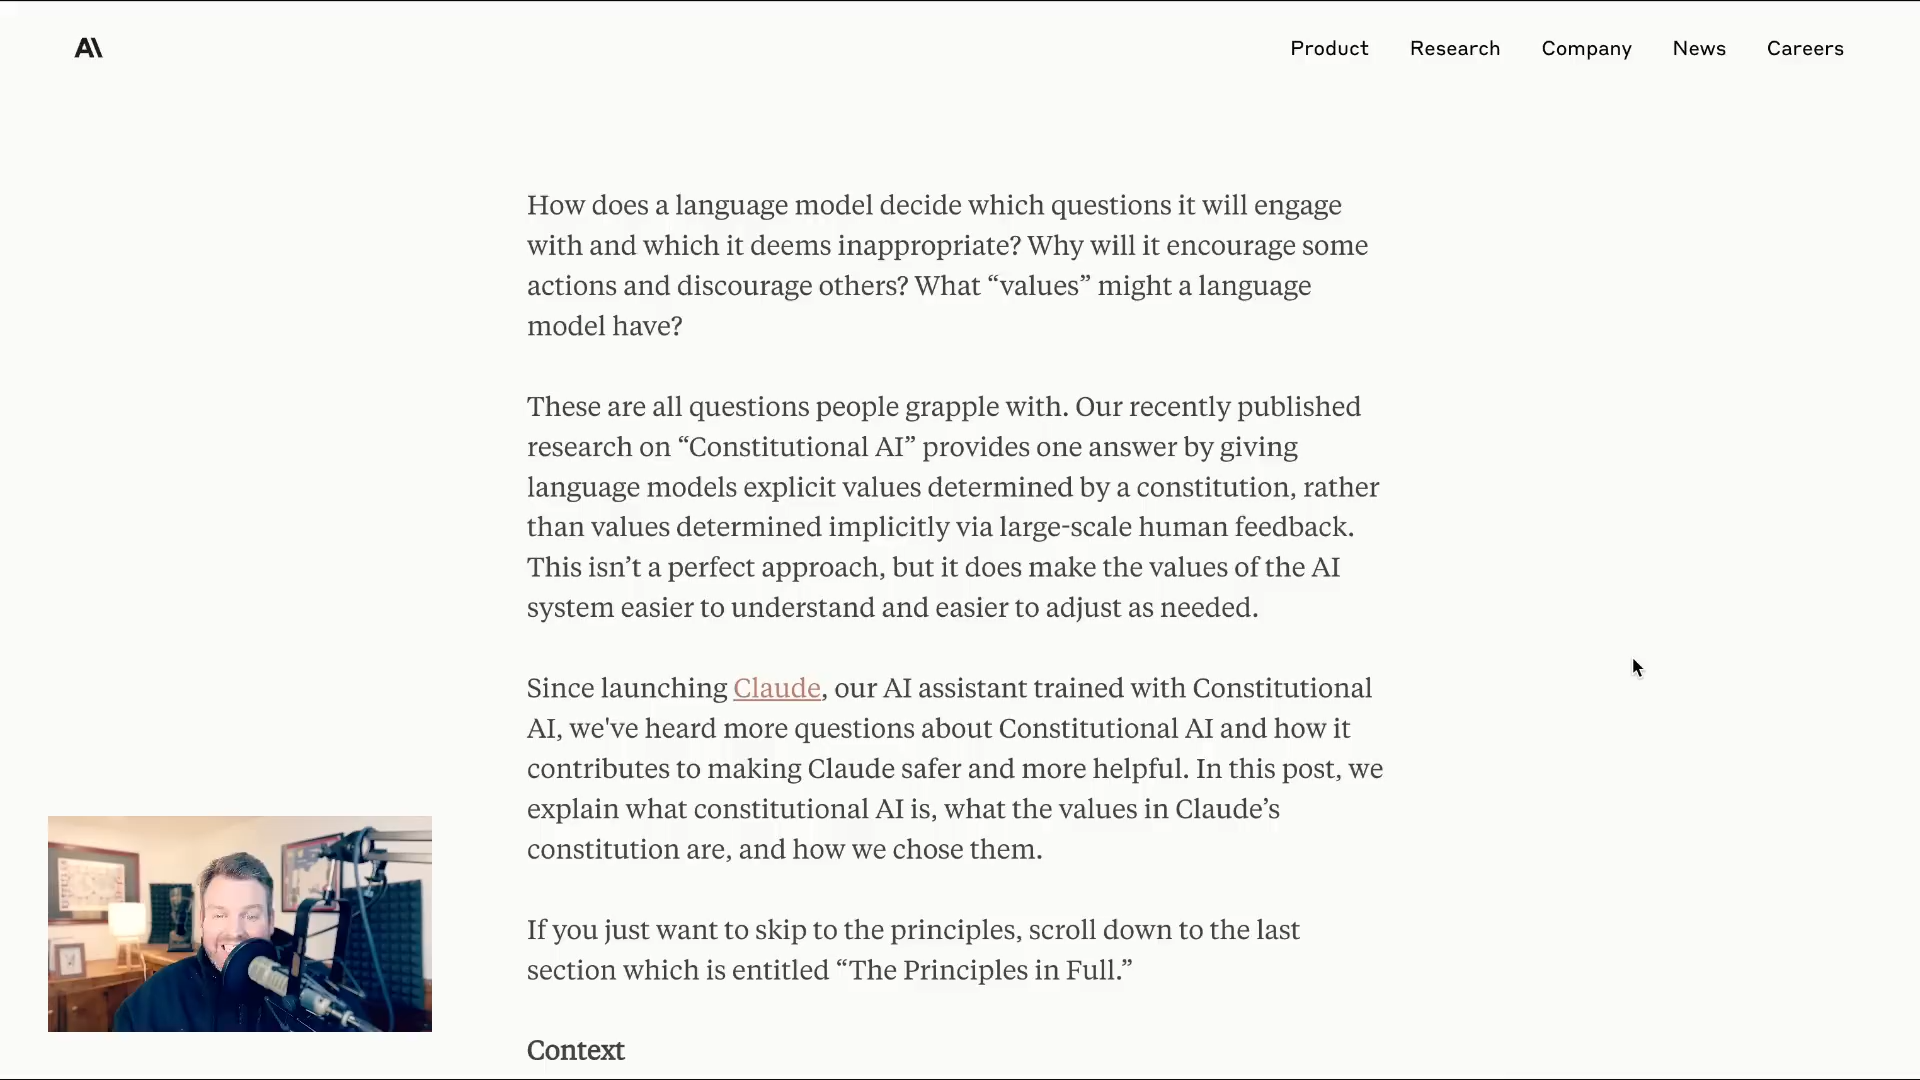 A\
Product Research Company News Careers
How does a language model decide which questions it will engage
with and which it deems inappropriate? Why will it encourage some
actions and discourage others? What “values” might a language
model have?
These are all questions people grapple with. Our recently published
research on “Constitutional AI” provides one answer by giving
language models explicit values determined by a constitution, rather
than values determined implicitly via large-scale human feedback.
This isn’t a perfect approach, but it does make the values of the AI
system easier to understand and easier to adjust as needed.
Since launching Claude, our AI assistant trained with Constitutional
AI, we've heard more questions about Constitutional AI and how it
contributes to making Claude safer and more helpful. In this post, we
explain what constitutional AI is, what the values in Claude’s
constitution are, and how we chose them.
If you just want to skip to the principles, scroll down to the last
section which is entitled “The Principles in Full.”
Context